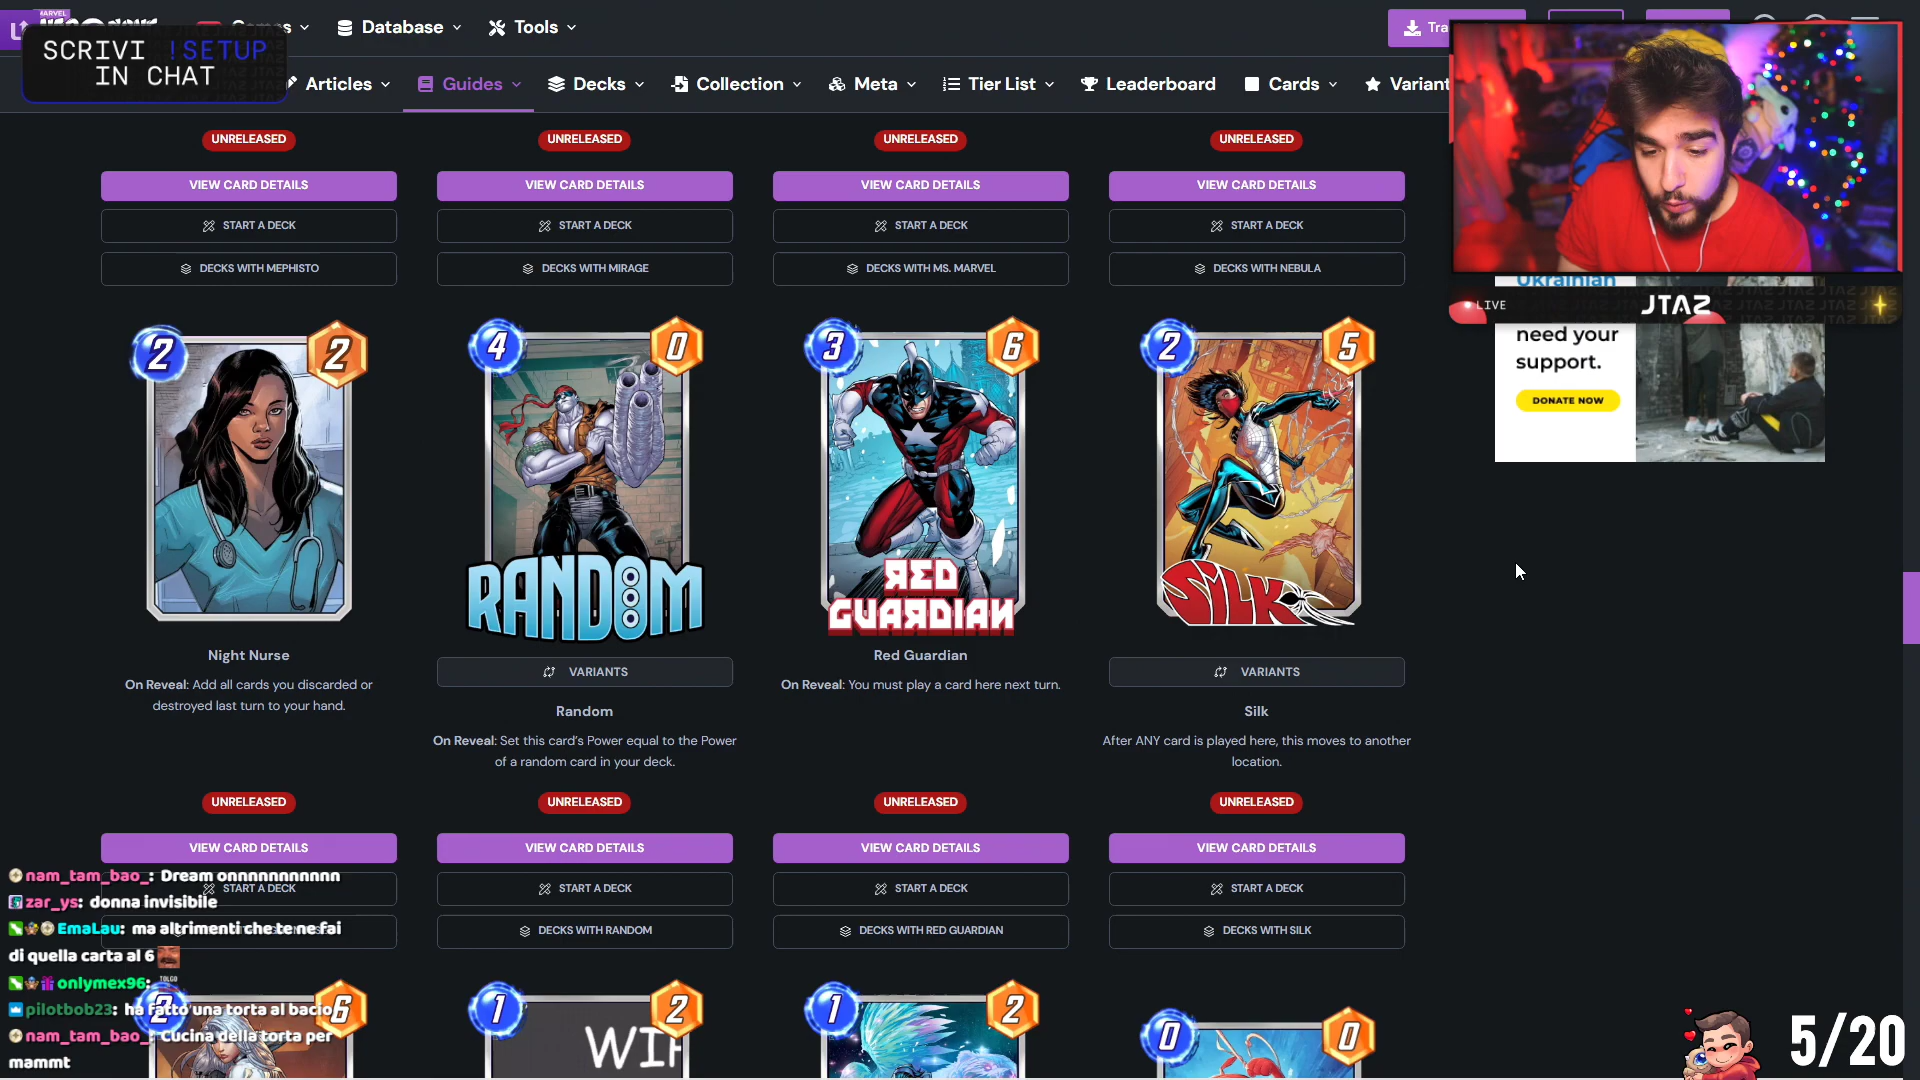 MARVEL
Games
Database
Tools
Tra
SCRIVI !SETUP
IN CHAT
Articles
Guides
Decks
Collection
Meta
Tier List
Leaderboard
Cards
Variant
UNRELEASED
UNRELEASED
UNRELEASED
UNRELEASED
VIEW CARD DETAILS
VIEW CARD DETAILS
VIEW CARD DETAILS
VIEW CARD DETAILS
START A DECK
START A DECK
START A DECK
START A DECK
DECKS WITH MEPHISTO
DECKS WITH MIRAGE
DECKS WITH MS. MARVEL
DECKS WITH NEBULA
LIVE
JTAZ
Ukrainian
need your
support.
DONATE NOW
2
2
4
0
3
6
2
5
RANDOM
RED
GUARDIAN
SILK
Night Nurse
On Reveal: Add all cards you discarded or
destroyed last turn to your hand.
VARIANTS
Random
On Reveal: Set this card's Power equal to the Power
of a random card in your deck.
Red Guardian
On Reveal: You must play a card here next turn.
VARIANTS
Silk
After ANY card is played here, this moves to another
location.
UNRELEASED
UNRELEASED
UNRELEASED
UNRELEASED
VIEW CARD DETAILS
VIEW CARD DETAILS
VIEW CARD DETAILS
VIEW CARD DETAILS
START A DECK
START A DECK
START A DECK
START A DECK
DECKS WITH RANDOM
DECKS WITH RED GUARDIAN
DECKS WITH SILK
nam_tam_bao_: Dream onnnnnnnnnnn
zar_ys: donna invisibile
EmaLau: ma altrimenti che te ne fai
di quella carta al 6
onlymex96:
pilotbob23: ha fatto una torta al bacio
nam_tam_bao_: Cucina della torta per
mammt
2
6
1
2
WIP
1
2
0
0
5/20